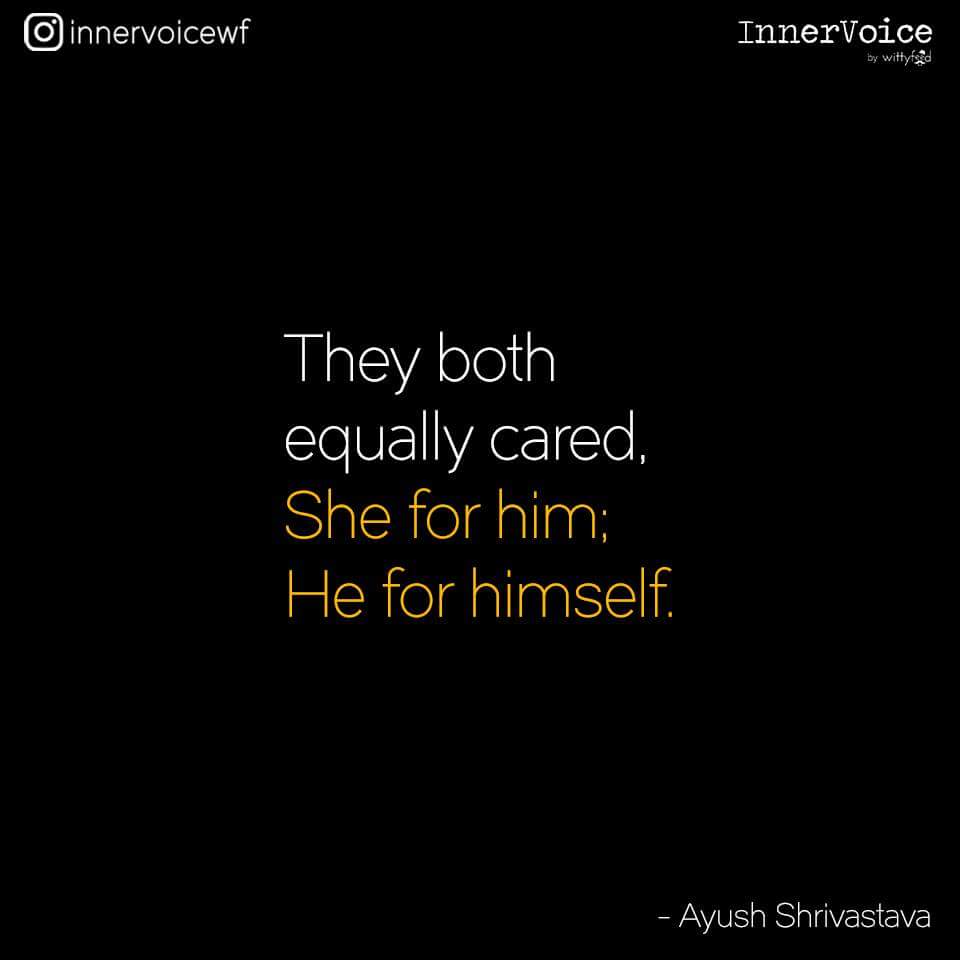 innervoicewf
InnerVoice
by wittyfeed
They both
equally cared,
She for him;
He for himself.
- Ayush Shrivastava